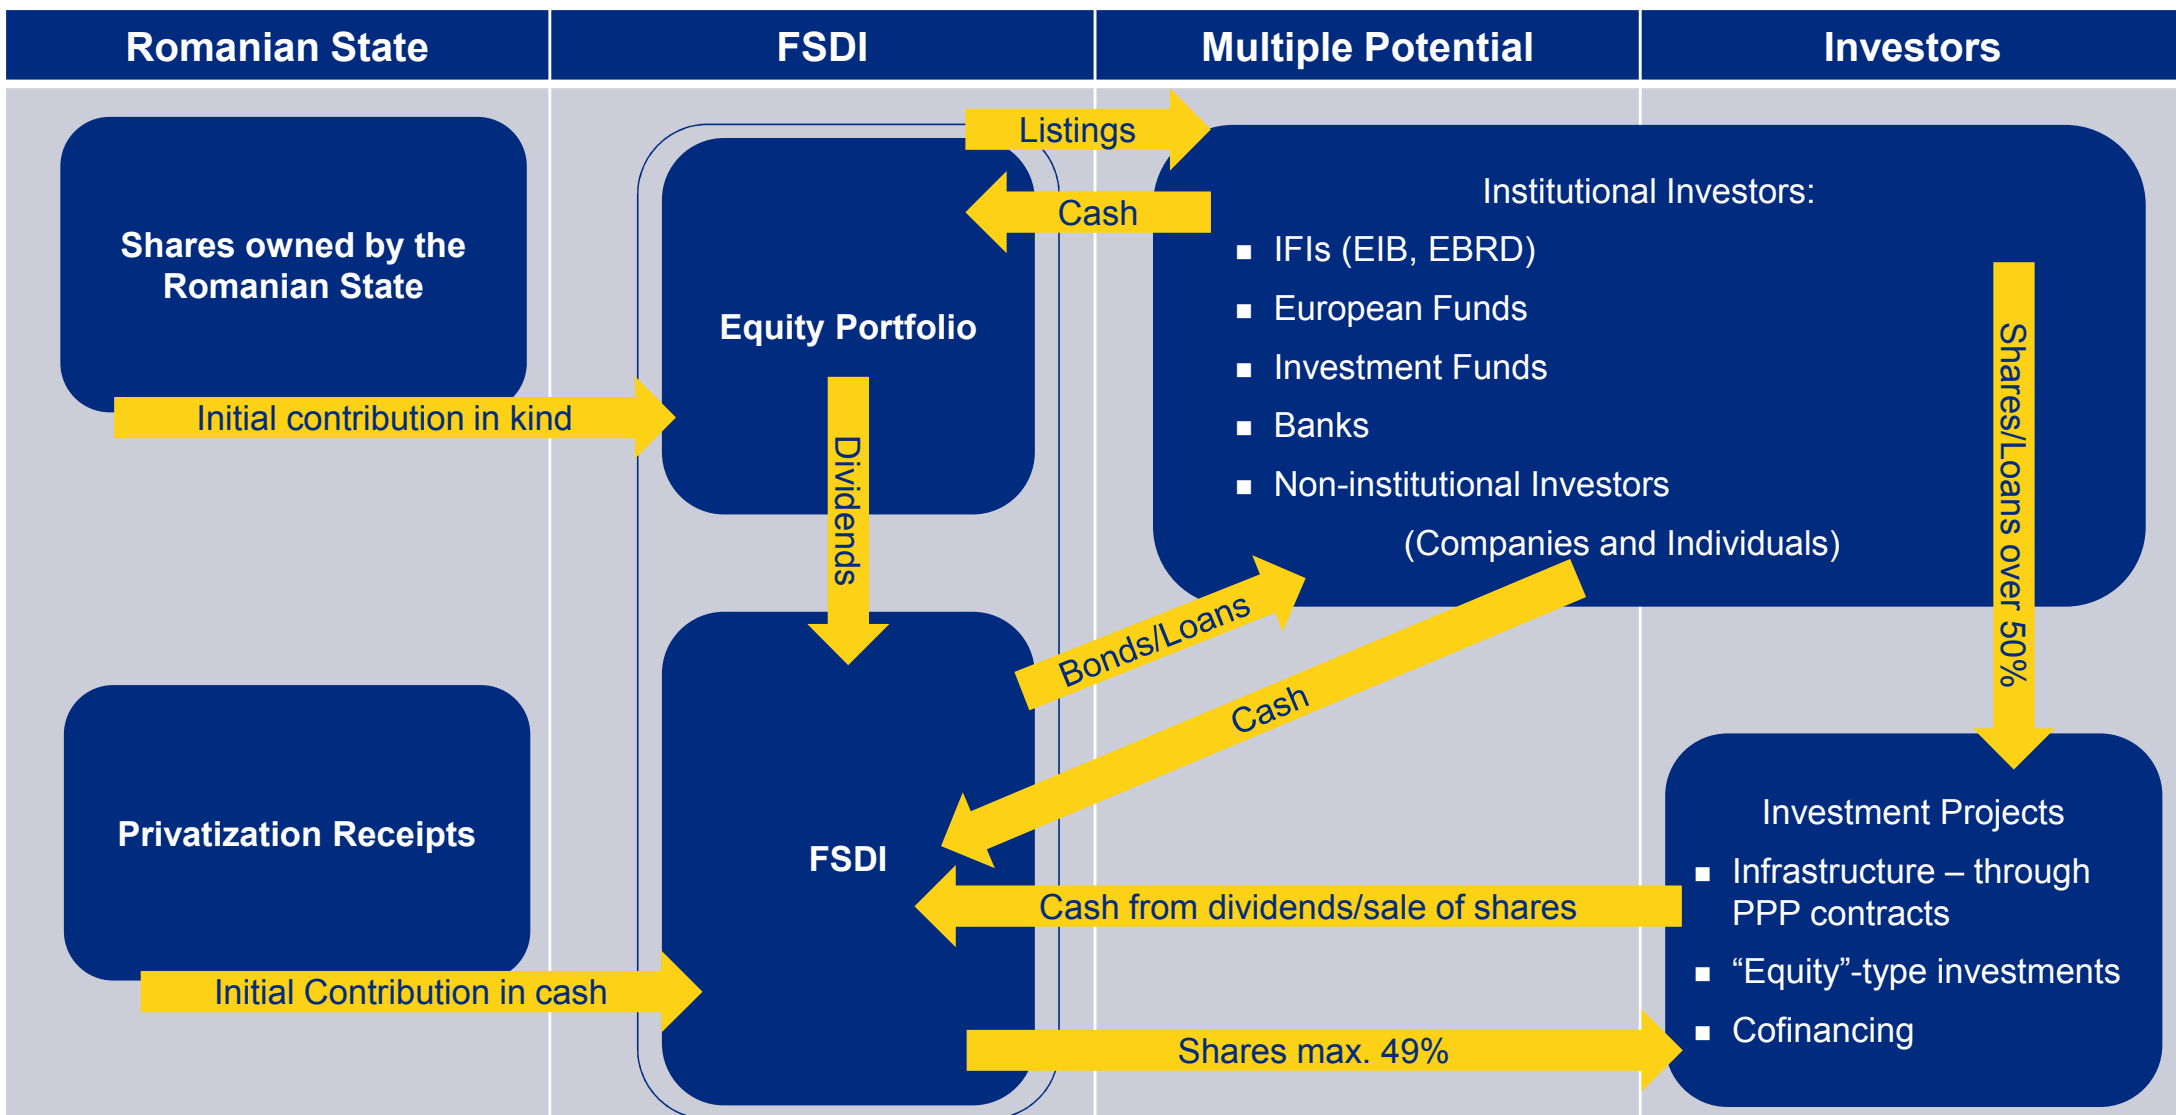 Romanian State
FSDI
Multiple Potential
Investors
Shares owned by the
Romanian State
Initial contribution in kind
Privatization Receipts
Initial Contribution in cash
Listings
Cash
Equity Portfolio
Dividends
FSDI
Bonds/Loans
Cash
Cash from dividends/sale of shares
Shares max. 49%
Institutional Investors:
■ IFIs (EIB, EBRD)
■ European Funds
■ Investment Funds
■ Banks
■ Non-institutional Investors
(Companies and Individuals)
Shares/Loans over 50%
Investment Projects
■ Infrastructure – through
PPP contracts
■ “Equity”-type investments
■ Cofinancing